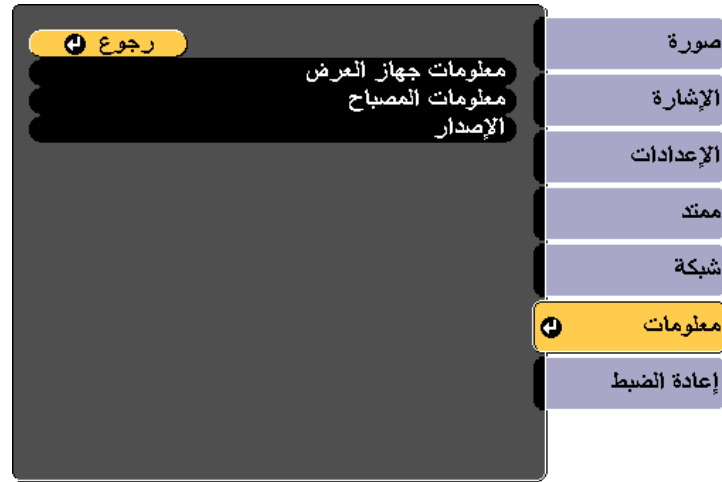 صورة
الإشارة
الإعدادات
ممتد
شبكة
معلومات
إعادة الضبط
رجوع
معلومات جهاز العرض
معلومات المصباح
الإصدار